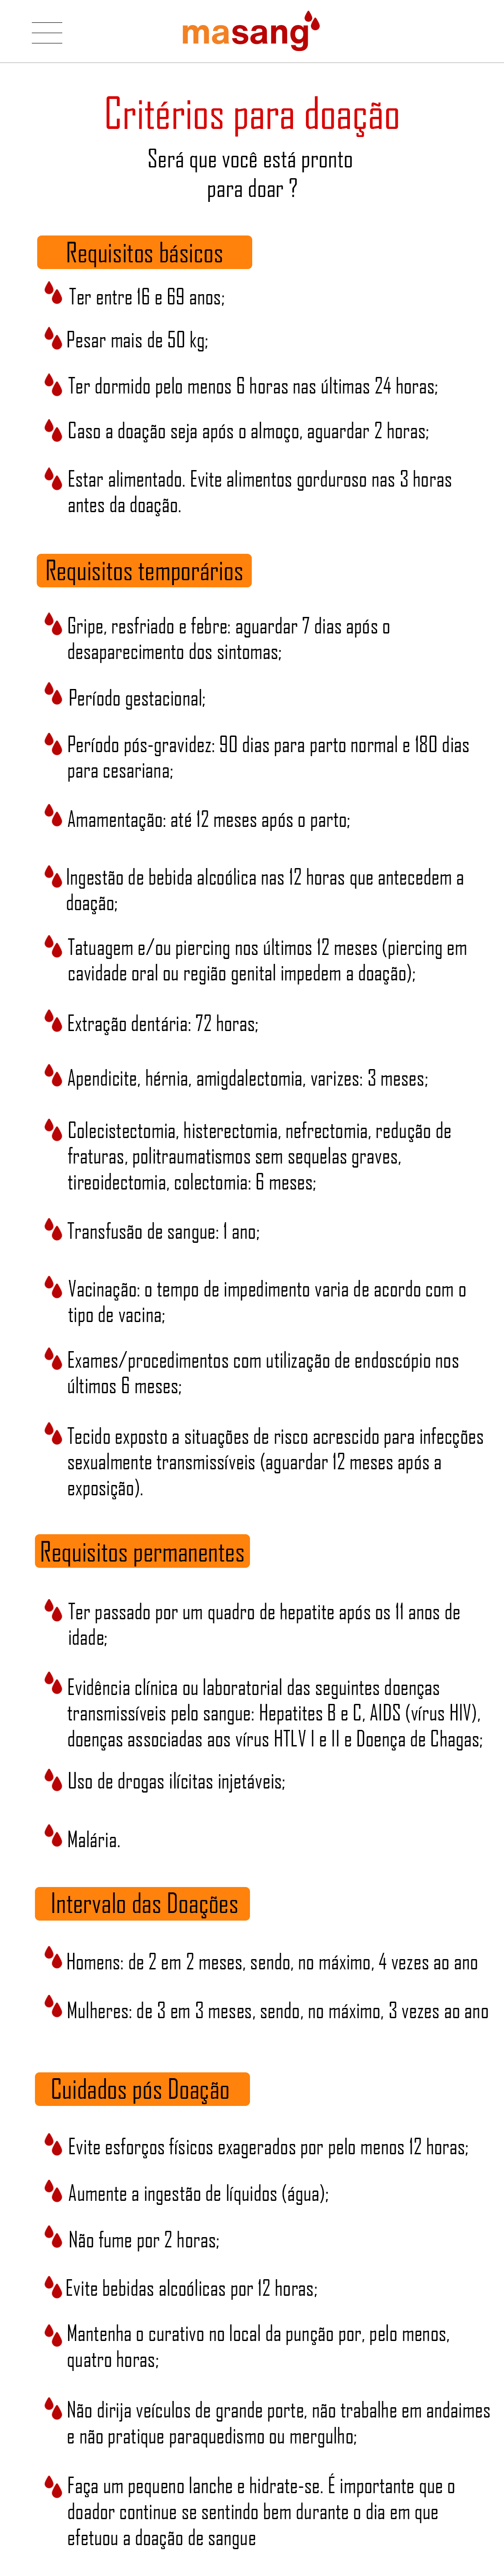 masang
Critérios para doação
Será que você está pronto
para doar ?
Requisitos básicos
Ter entre 16 e 69 anos;
Pesar mais de 50 kg;
Ter dormido pelo menos 6 horas nas últimas 24 horas;
Caso a doação seja após o almoço, aguardar 2 horas;
Estar alimentado. Evite alimentos gorduroso nas 3 horas
antes da doação.
Requisitos temporários
Gripe, resfriado e febre: aguardar 7 dias após o
desaparecimento dos sintomas;
Período gestacional;
Período pós-gravidez: 90 dias para parto normal e 180 dias
para cesariana;
Amamentação: até 12 meses após o parto;
Ingestão de bebida alcoólica nas 12 horas que antecedem a
doação;
Tatuagem e/ou piercing nos últimos 12 meses (piercing em
cavidade oral ou região genital impedem a doação);
Extração dentária: 72 horas;
Apendicite, hérnia, amigdalectomia, varizes: 3 meses;
Colecistectomia, histerectomia, nefrectomia, redução de
fraturas, politraumatismos sem sequelas graves,
tireoidectomia, colectomia: 6 meses;
Transfusão de sangue: 1 ano;
Vacinação: o tempo de impedimento varia de acordo com o
tipo de vacina;
Exames/procedimentos com utilização de endoscópio nos
últimos 6 meses;
Tecido exposto a situações de risco acrescido para infecções
sexualmente transmissíveis (aguardar 12 meses após a
exposição).
Requisitos permanentes
Ter passado por um quadro de hepatite após os 11 anos de
idade;
Evidência clínica ou laboratorial das seguintes doenças
transmissíveis pelo sangue: Hepatites B e C, AIDS (vírus HIV),
doenças associadas aos vírus HTLV I e II e Doença de Chagas;
Uso de drogas ilícitas injetáveis;
Malária.
Intervalo das Doações
Homens: de 2 em 2 meses, sendo, no máximo, 4 vezes ao ano
Mulheres: de 3 em 3 meses, sendo, no máximo, 3 vezes ao ano
Cuidados pós Doação
Evite esforços físicos exagerados por pelo menos 12 horas;
Aumente a ingestão de líquidos (água);
Não fume por 2 horas;
Evite bebidas alcoólicas por 12 horas;
Mantenha o curativo no local da punção por, pelo menos,
quatro horas;
Não dirija veículos de grande porte, não trabalhe em andaimes
e não pratique paraquedismo ou mergulho;
Faça um pequeno lanche e hidrate-se. É importante que o
doador continue se sentindo bem durante o dia em que
efetuou a doação de sangue